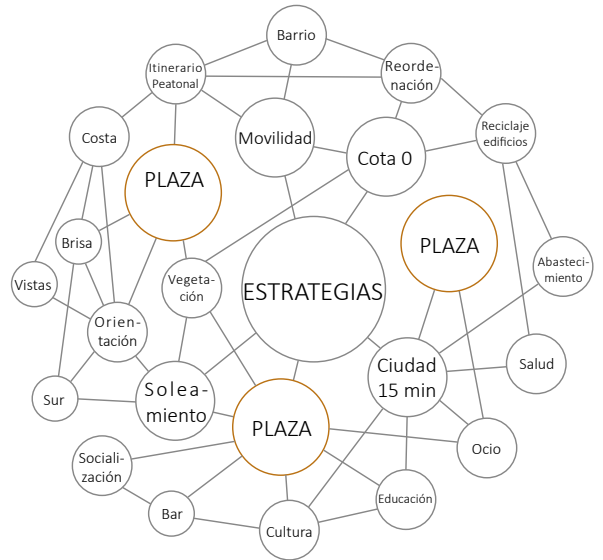 Barrio
Itinerario
Peatonal
Reorde-
nación
Costa
Movilidad
Reciclaje
edificios
Cota 0
PLAZA
Brisa
PLAZA
Abasteci-
miento
Vistas
Vegeta-
ción
ESTRATEGIAS
Orien-
tación
Salud
Ciudad
15 min
Sur
Solea-
miento
PLAZA
Ocio
Sociali-
zación
Educación
Bar
Cultura